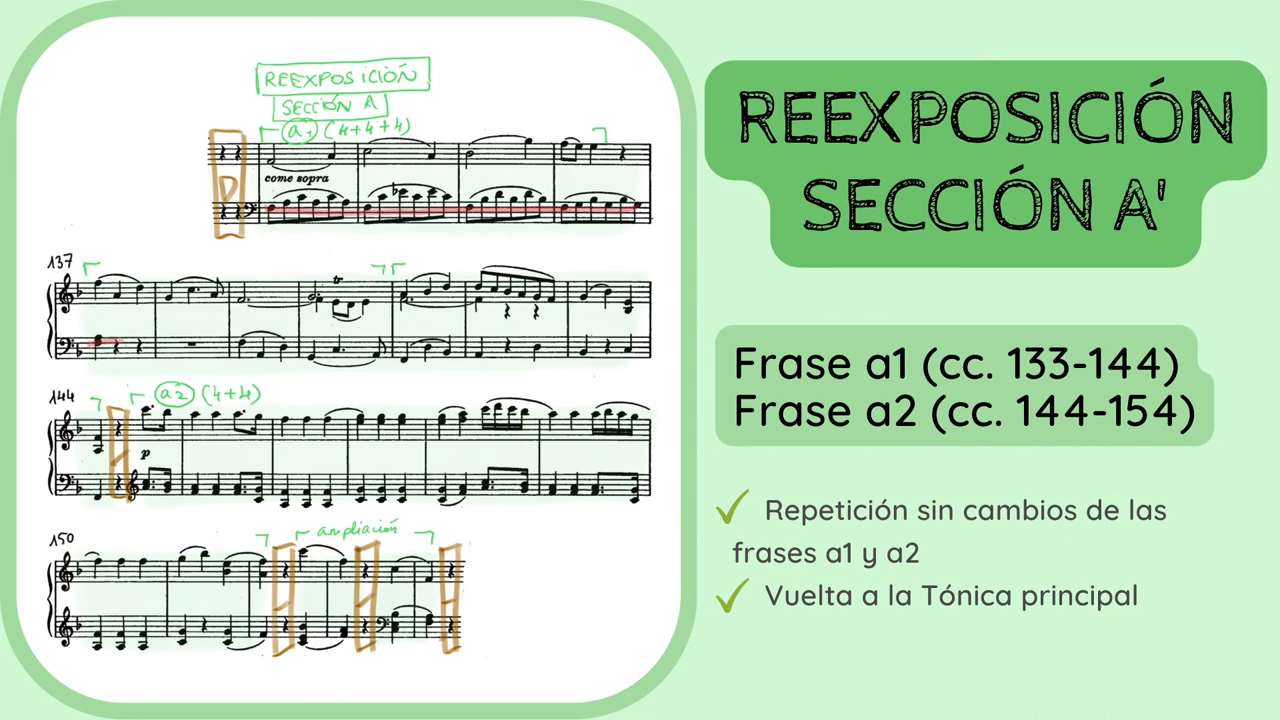 REEXPOSICIÓN
SECCIÓN A
a1 (4+4+4)
come sopra
137
tr
144
a2 (4+4)
p
150
ampliación
REEXPOSICIÓN
SECCIÓN A'
Frase a1 (cc. 133-144)
Frase a2 (cc. 144-154)
Repetición sin cambios de las
frases a1 y a2
Vuelta a la Tónica principal